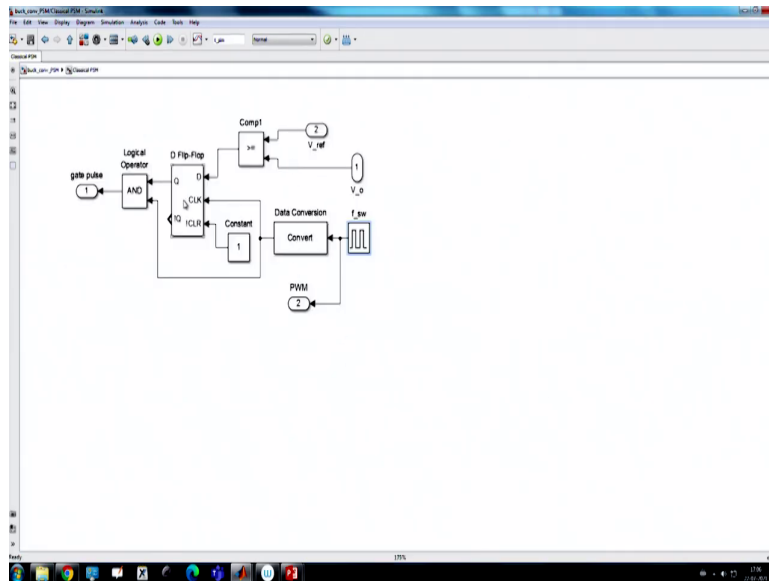 buck_conv_PSM/Classical PSM - Simulink
File Edit View Display Diagram Simulation Analysis Code Tools Help
Normal
Classical PSM
buck_conv_PSM Classical PSM
Comp1
2
>=
V_ref
Logical
Operator
D Flip-Flop
gate pulse
1
AND
Q
D
CLK
!Q
!CLR
1
V_o
Constant
1
Data Conversion
Convert
f_sw
PWM
2
Ready
175%
17:06